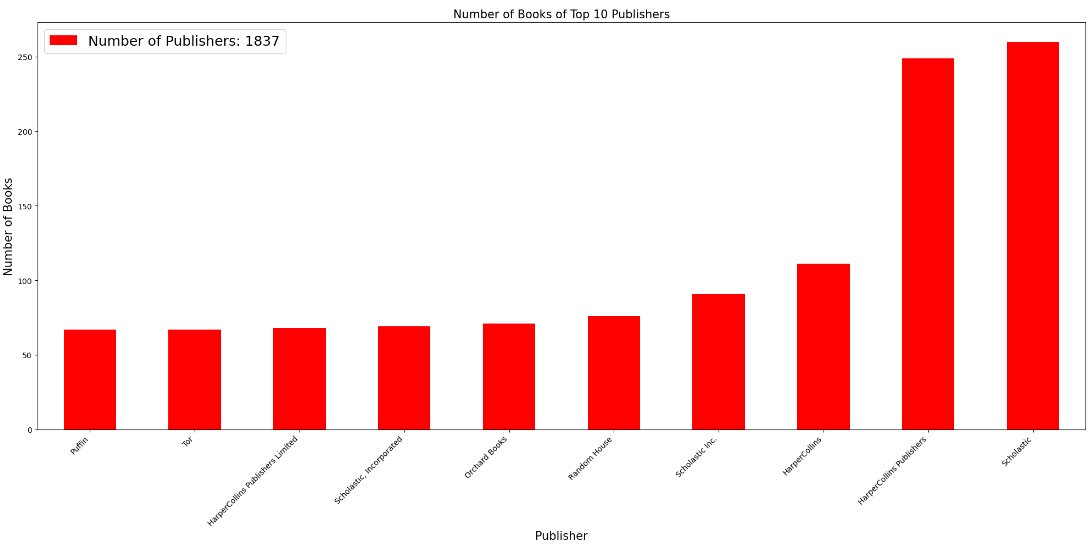 Number of Books of Top 10 Publishers
Number of Publishers: 1837
Number of Books
250
200
150
100
50
0
Puffin
Tor
HarperCollins Publishers Limited
Scholastic, Incorporated
Orchard Books
Random House
Scholastic Inc.
HarperCollins
HarperCollins Publishers
Scholastic
Publisher